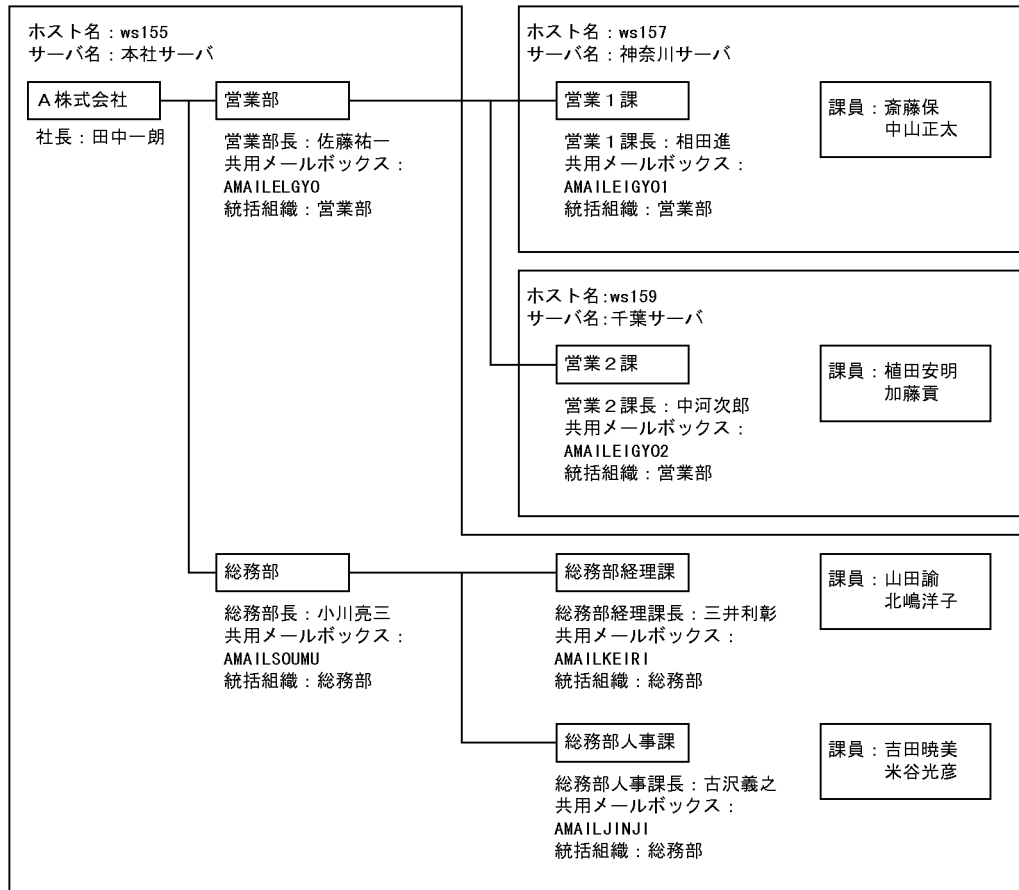 ホスト名：ws155
サーバ名：本社サーバ
Ａ株式会社
社長：田中一朗
営業部
営業部長：佐藤祐一
共用メールボックス：
AMAILELGYO
統括組織：営業部
ホスト名：ws157
サーバ名：神奈川サーバ
営業１課
営業１課長：相田進
共用メールボックス：
AMAILEIGYO1
統括組織：営業部
課員：斎藤保
中山正太
ホスト名:ws159
サーバ名:千葉サーバ
営業２課
営業２課長：中河次郎
共用メールボックス：
AMAILEIGYO2
統括組織：営業部
課員：植田安明
加藤貢
総務部
総務部長：小川亮三
共用メールボックス：
AMAILSOUMU
統括組織：総務部
総務部経理課
総務部経理課長：三井利彰
共用メールボックス：
AMAILKEIRI
統括組織：総務部
課員：山田諭
北嶋洋子
総務部人事課
総務部人事課長：古沢義之
共用メールボックス：
AMAILJINJI
統括組織：総務部
課員：吉田暁美
米谷光彦